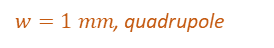 w = 1 mm, quadrupole